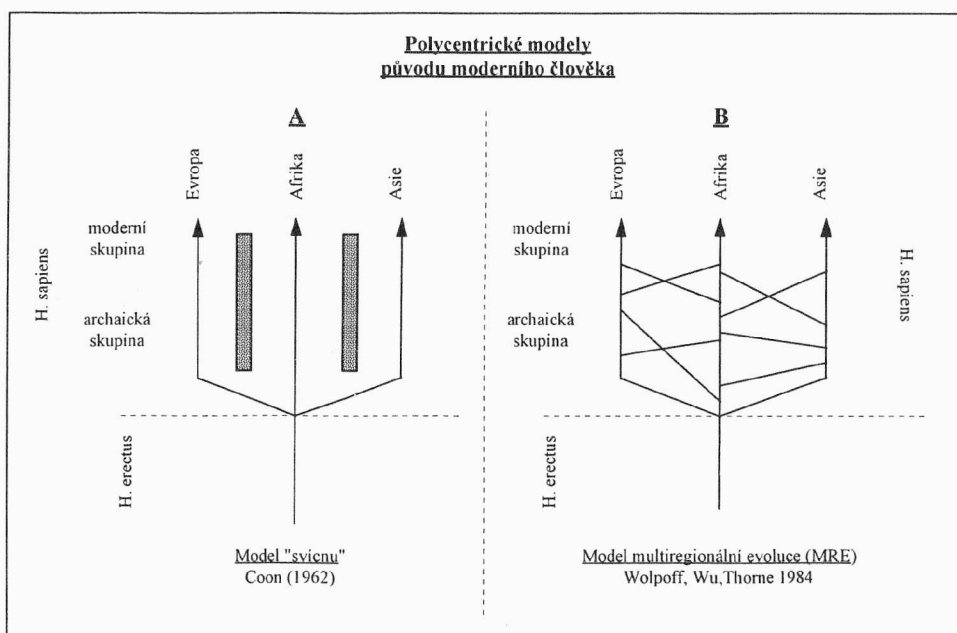 Polycentrické modely
původu moderního člověka
A
Evropa
Afrika
Asie
moderní
skupina
H. sapiens
archaická
skupina
H. erectus
Model "svícnu"
Coon (1962)
B
Evropa
Afrika
Asie
moderní
skupina
H. sapiens
archaická
skupina
H. erectus
Model multiregionální evoluce (MRE)
Wolpoff, Wu,Thorne 1984